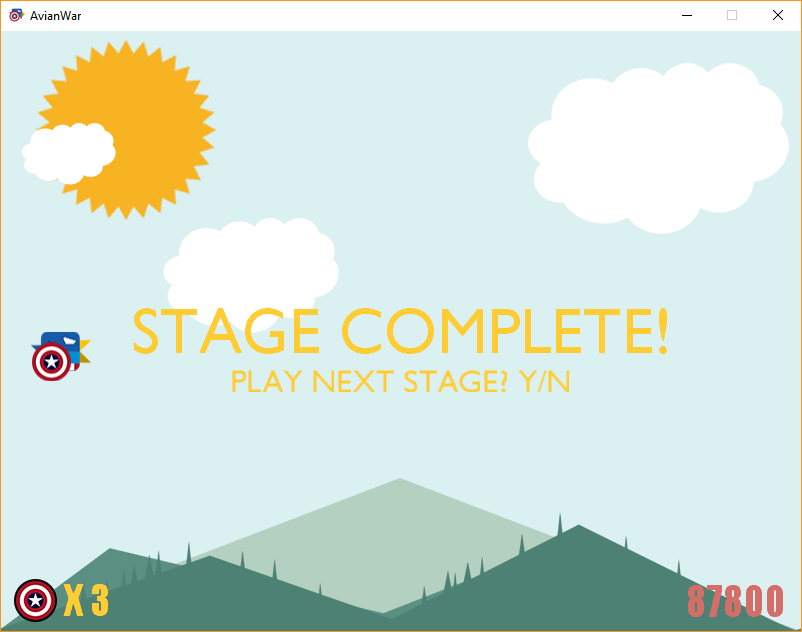 AvianWar
STAGE COMPLETE!
PLAY NEXT STAGE? Y/N
X 3
87800